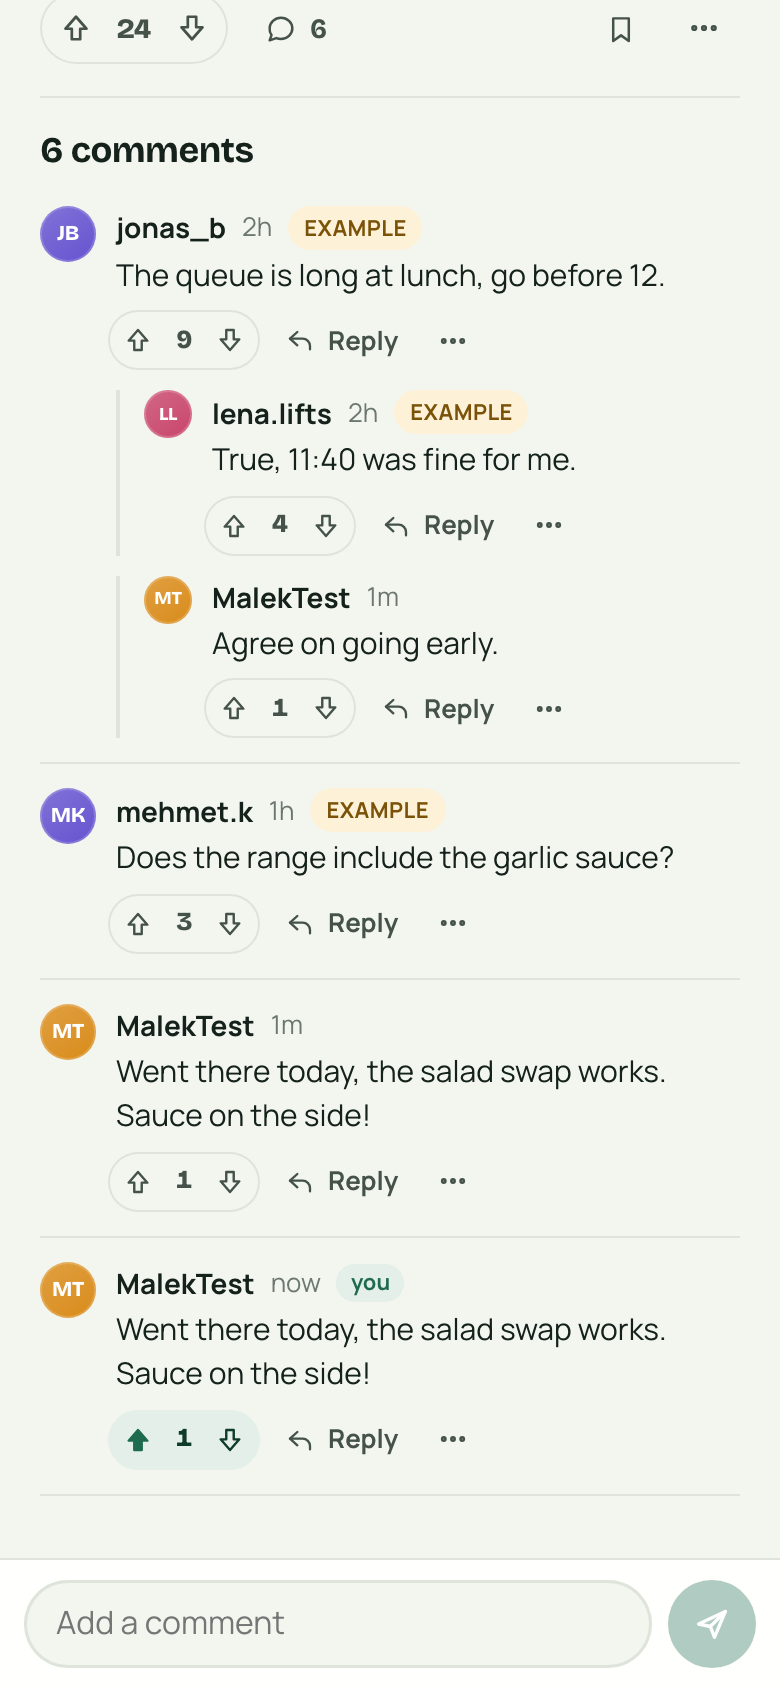 24 6
6 comments
JB jonas_b 2h EXAMPLE
The queue is long at lunch, go before 12.
9 Reply
LL lena.lifts 2h EXAMPLE
True, 11:40 was fine for me.
4 Reply
MT MalekTest 1m
Agree on going early.
1 Reply
MK mehmet.k 1h EXAMPLE
Does the range include the garlic sauce?
3 Reply
MT MalekTest 1m
Went there today, the salad swap works.
Sauce on the side!
1 Reply
MT MalekTest now you
Went there today, the salad swap works.
Sauce on the side!
1 Reply
Add a comment